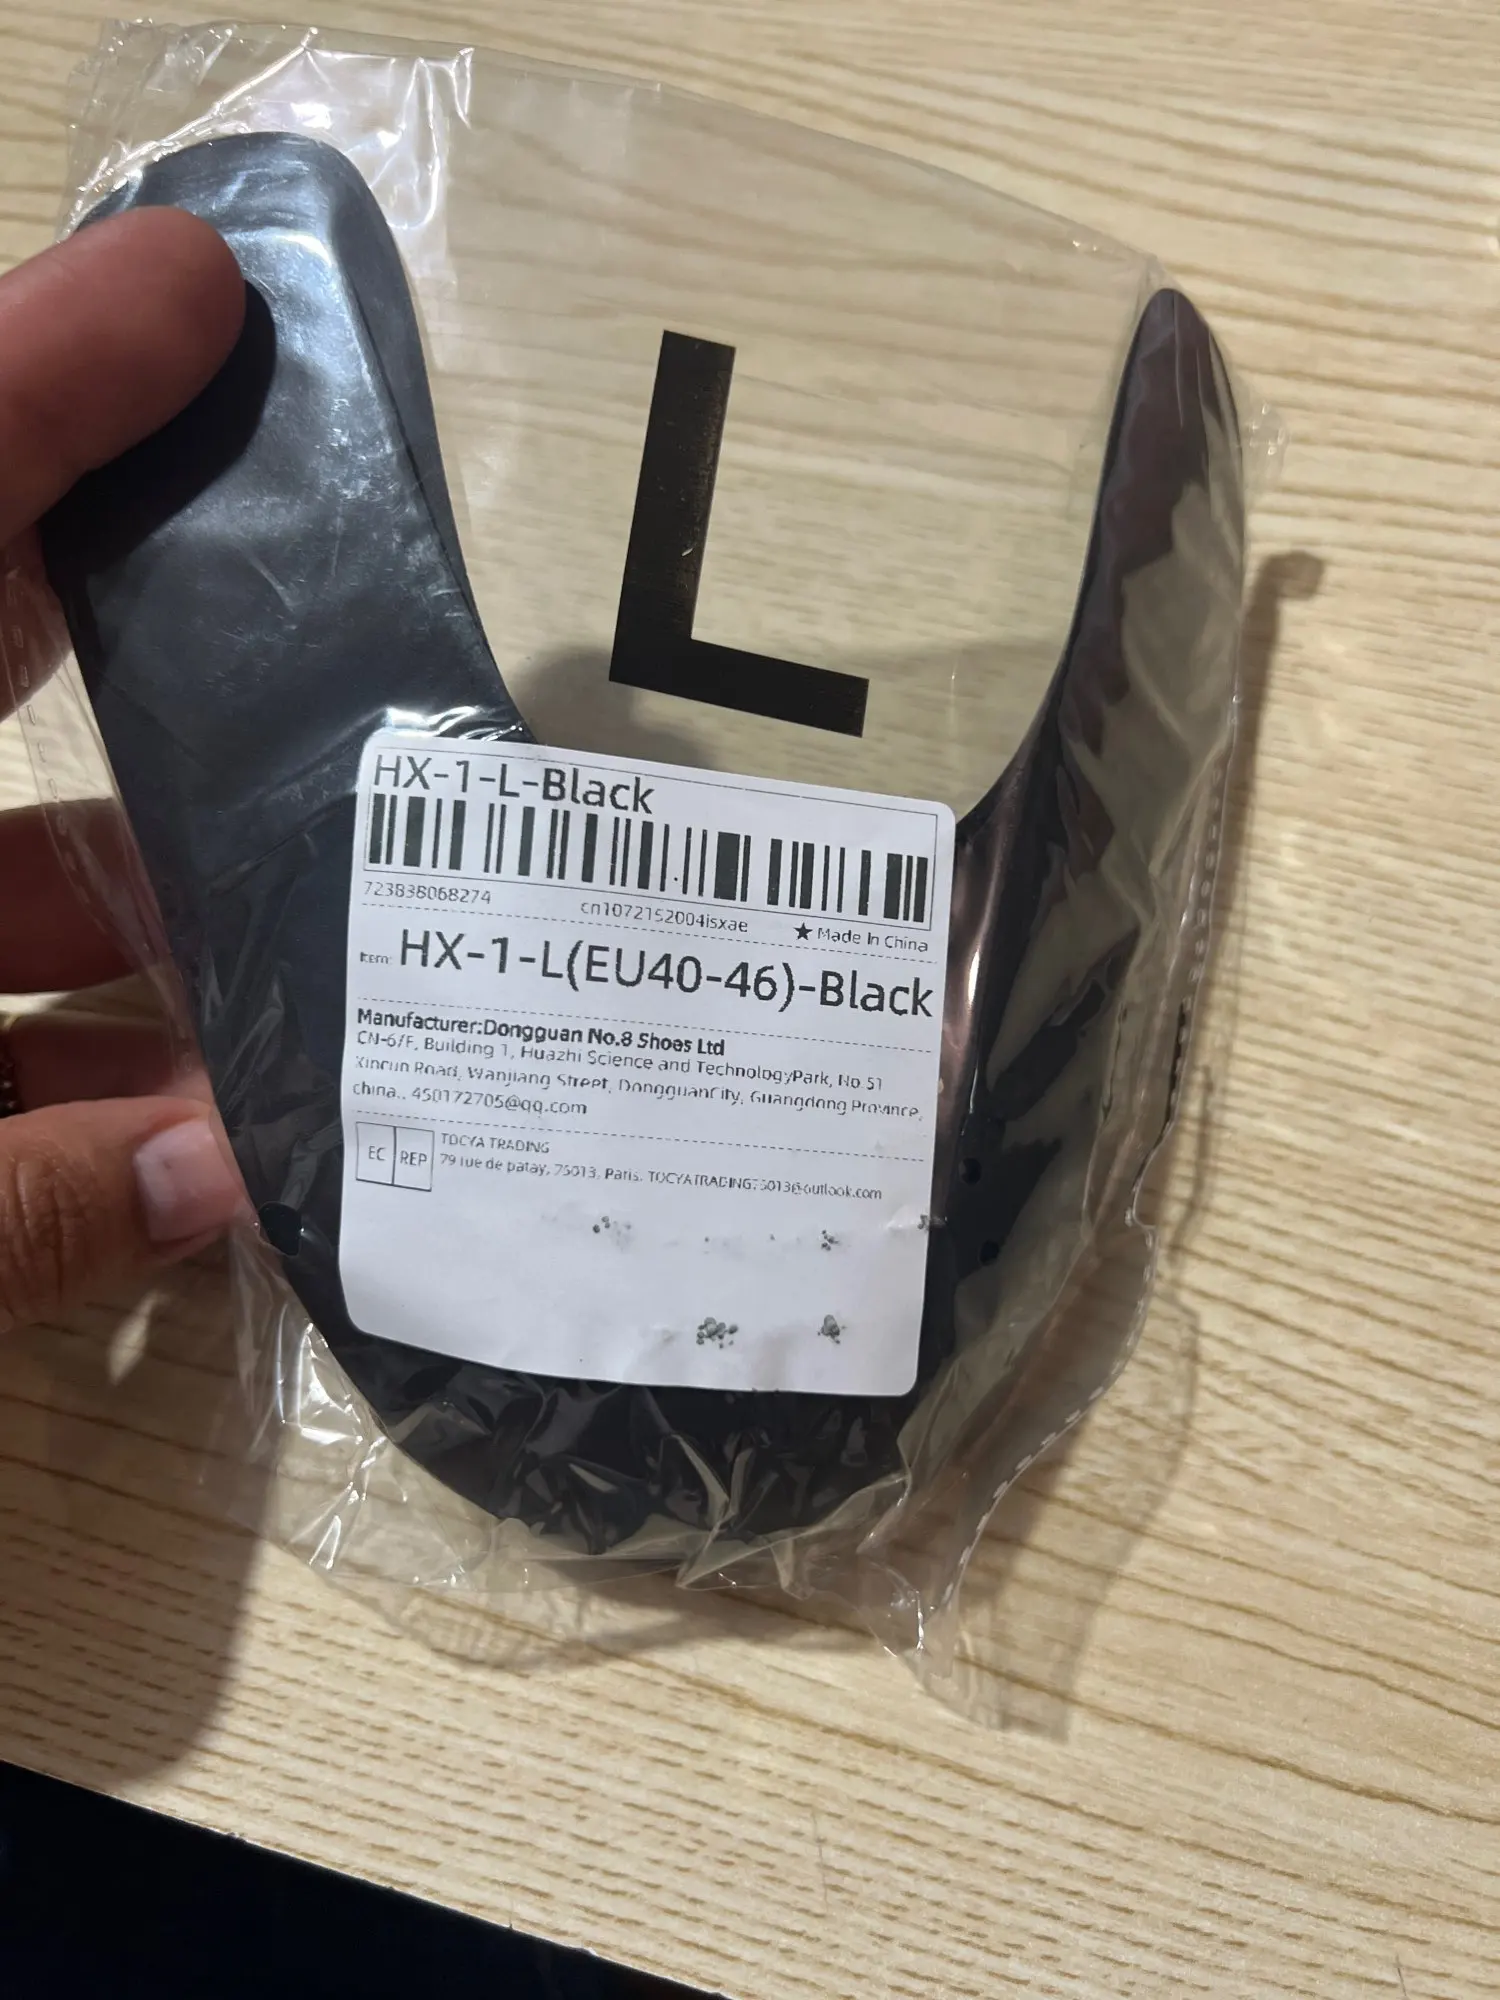 L
HX-1-L-Black
723838068274
cn1072152004isxae
★ Made In China
Item: HX-1-L(EU40-46)-Black
Manufacturer:Dongguan No.8 Shoes Ltd
CN-6/F, Building 1, Huazhi Science and TechnologyPark, No.51
Xincun Road, Wanjiang Street, DongguanCity, Guangdong Province,
china., 450172705@qq.com
EC REP
TOCYA TRADING
79 rue de patay, 75013, Paris, TOCYATRADING75013@outlook.com